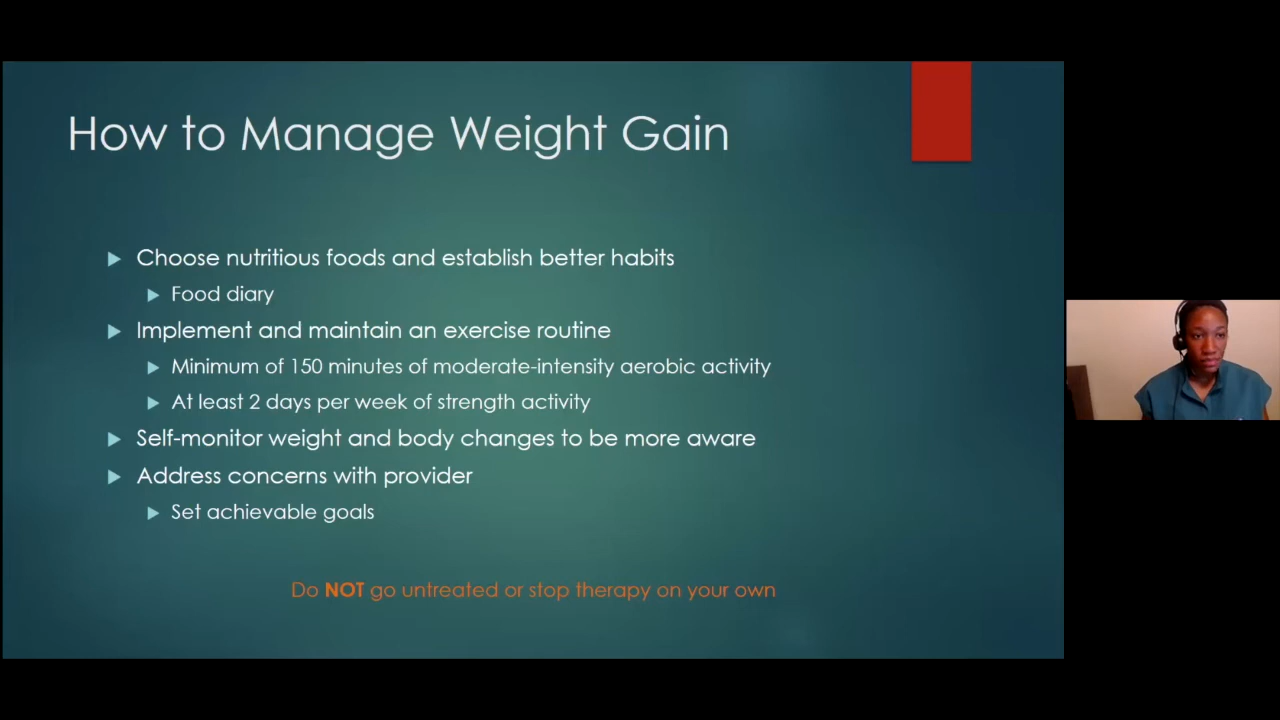 How to Manage Weight Gain
Choose nutritious foods and establish better habits
Food diary
Implement and maintain an exercise routine
Minimum of 150 minutes of moderate-intensity aerobic activity
At least 2 days per week of strength activity
Self-monitor weight and body changes to be more aware
Address concerns with provider
Set achievable goals
Do NOT go untreated or stop therapy on your own